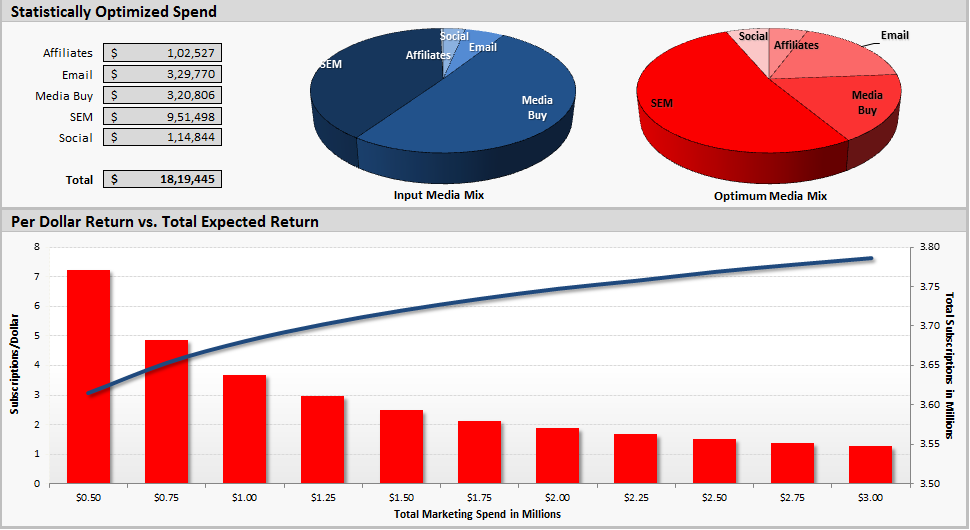 Statistically Optimized Spend
Affiliates $ 1,02,527
Email $ 3,29,770
Media Buy $ 3,20,806
SEM $ 9,51,498
Social $ 1,14,844
Total $ 18,19,445
Social
Affiliates
Email
SEM
Media
Buy
Input Media Mix
Social
Affiliates
Email
SEM
Media
Buy
Optimum Media Mix
Per Dollar Return vs. Total Expected Return
Subscriptions/Dollar
8
7
6
5
4
3
2
1
0
3.80
3.75
3.70
3.65
3.60
3.55
3.50
Total Subscriptions in Millions
$0.50 $0.75 $1.00 $1.25 $1.50 $1.75 $2.00 $2.25 $2.50 $2.75 $3.00
Total Marketing Spend in Millions